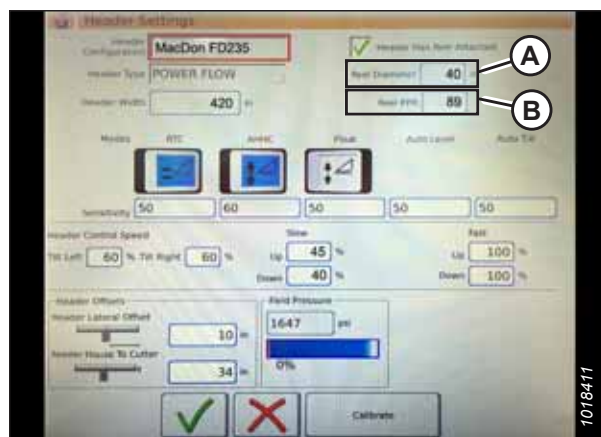 Header Settings
Header Configuration MacDon FD235
Header Has Reel Attached
Header Type POWER FLOW
Reel Diameter 40 in
A
Header Width 420 in
Reel PPR 89
B
Modes RTC AHHC Float Auto Level Auto Tilt
Sensitivity 50 60 50 50 50
Header Control Speed
Slow Fast
Tilt Left 60 % Tilt Right 60 % Up 45 % Up 100 %
Down 40 % Down 100 %
Header Offsets Field Pressure
Header Lateral Offset
10 in 1647 psi
Header House To Cutter
34 in 0%
Calibrate
1018411